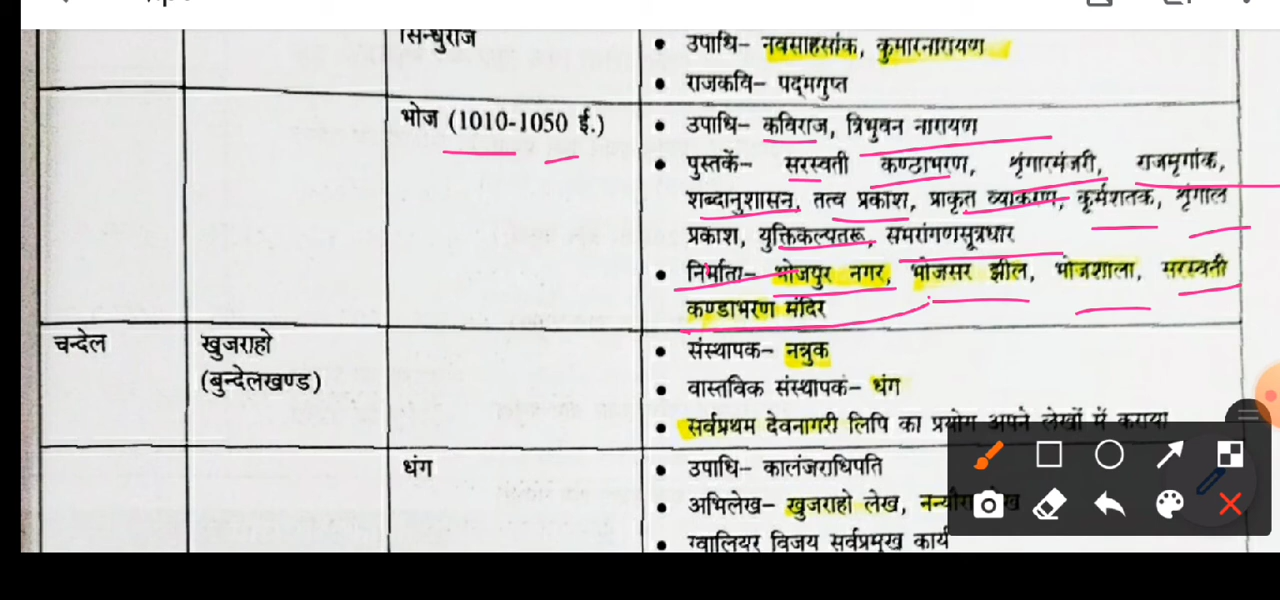 सिन्धुराज
• उपाधि– नवसाहसांक, कुमारनारायण
• राजकवि– पद्मगुप्त
भोज (1010-1050 ई.)
• उपाधि– कविराज, त्रिभुवन नारायण
• पुस्तकें– सरस्वती कण्ठाभरण, श्रृंगारमंजरी, राजमृगांक,
शब्दानुशासन, तत्व प्रकाश, प्राकृत व्याकरण, कूर्मशतक, श्रृंगाल
प्रकाश, युक्तिकल्पतरू, समरांगणसूत्रधार
• निर्माता– भोजपुर नगर, भोजसर झील, भोजशाला, सरस्वती
कण्डाभरण मंदिर
चन्देल
खुजराहो
(बुन्देलखण्ड)
• संस्थापक– नन्नुक
• वास्तविक संस्थापक– धंग
• सर्वप्रथम देवनागरी लिपि का प्रयोग अपने लेखों में कराया
धंग
• उपाधि– कालंजराधिपति
• अभिलेख– खुजराहो लेख,
• ग्वालियर विजय सर्वप्रमुख कार्य